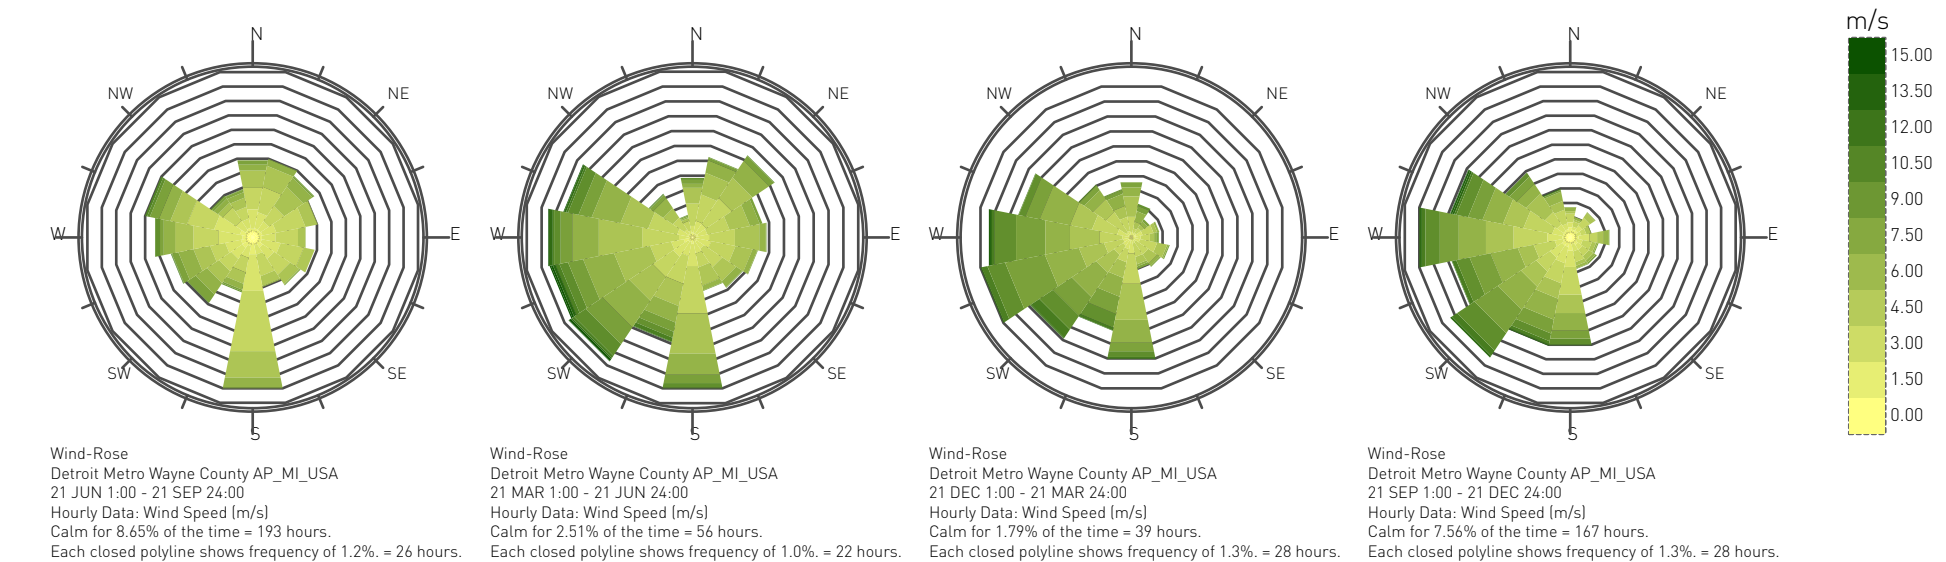 N
NW
NE
W
E
SW
SE
S
Wind-Rose
Detroit Metro Wayne County AP_MI_USA
21 JUN 1:00 - 21 SEP 24:00
Hourly Data: Wind Speed (m/s)
Calm for 8.65% of the time = 193 hours.
Each closed polyline shows frequency of 1.2%. = 26 hours.
N
NW
NE
W
E
SW
SE
S
Wind-Rose
Detroit Metro Wayne County AP_MI_USA
21 MAR 1:00 - 21 JUN 24:00
Hourly Data: Wind Speed (m/s)
Calm for 2.51% of the time = 56 hours.
Each closed polyline shows frequency of 1.0%. = 22 hours.
N
NW
NE
W
E
SW
SE
S
Wind-Rose
Detroit Metro Wayne County AP_MI_USA
21 DEC 1:00 - 21 MAR 24:00
Hourly Data: Wind Speed (m/s)
Calm for 1.79% of the time = 39 hours.
Each closed polyline shows frequency of 1.3%. = 28 hours.
N
NW
NE
W
E
SW
SE
S
Wind-Rose
Detroit Metro Wayne County AP_MI_USA
21 SEP 1:00 - 21 DEC 24:00
Hourly Data: Wind Speed (m/s)
Calm for 7.56% of the time = 167 hours.
Each closed polyline shows frequency of 1.3%. = 28 hours.
m/s
15.00
13.50
12.00
10.50
9.00
7.50
6.00
4.50
3.00
1.50
0.00